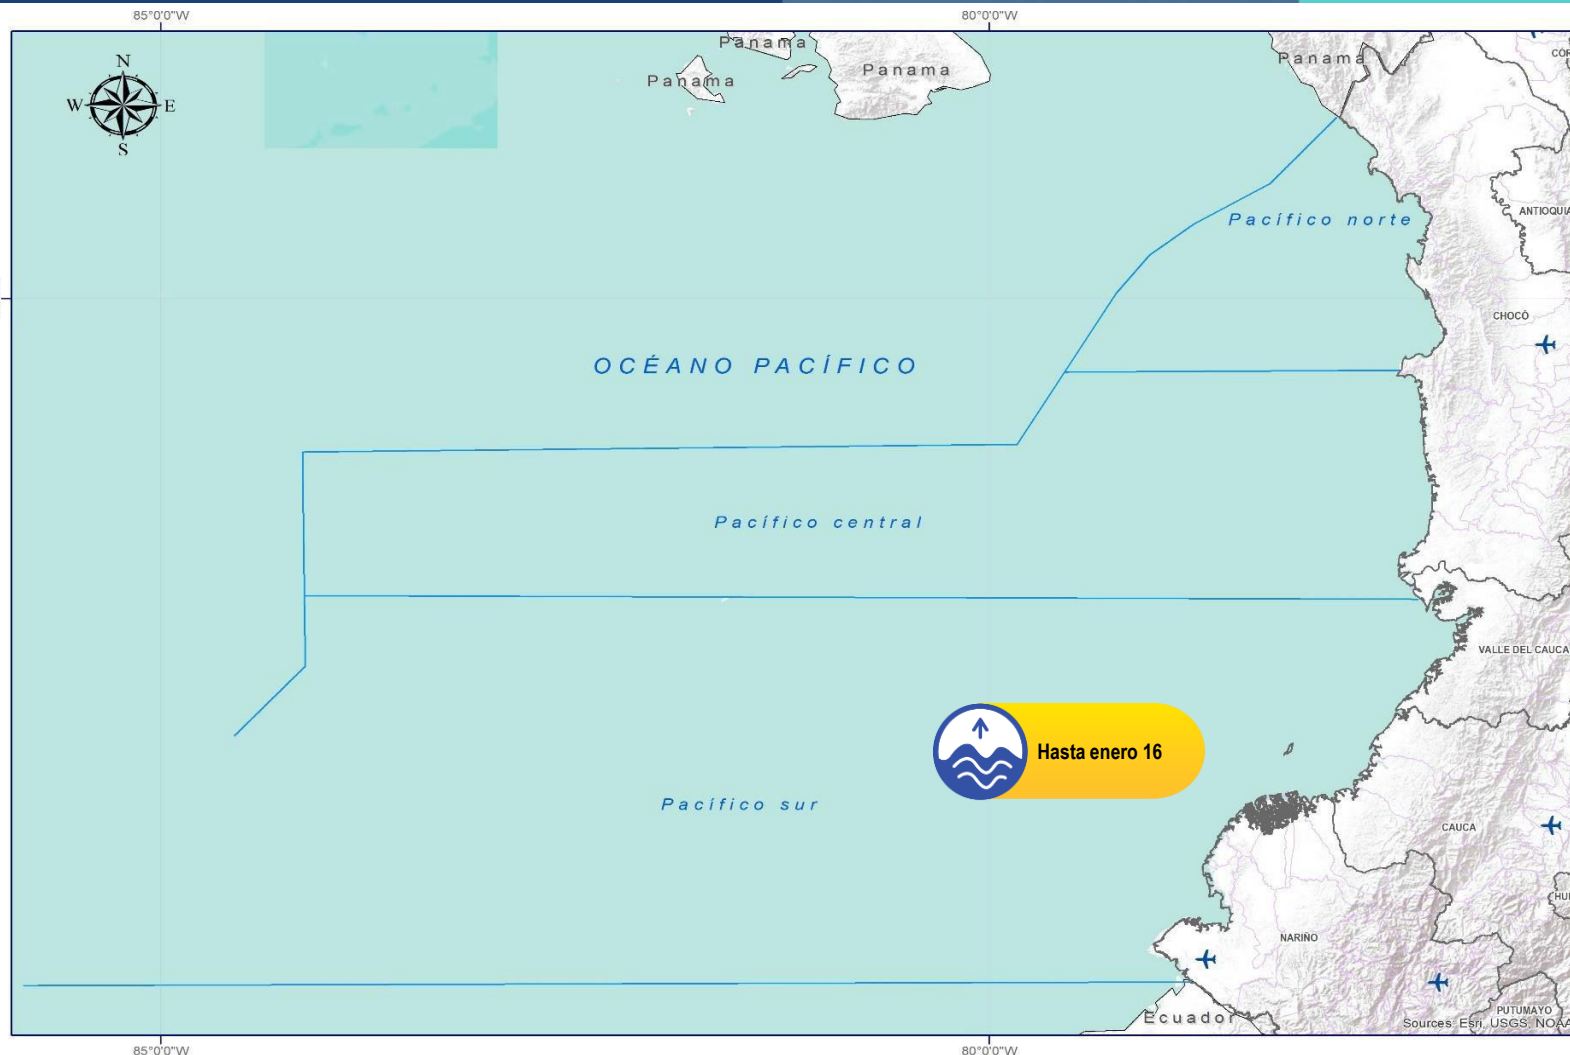 85°0'0"W
80°0'0"W
N
W
E
S
Panama
Panama
Panama
Panama
ANTIOQUIA
Pacífico norte
CHOCÓ
OCÉANO PACÍFICO
Pacífico central
VALLE DEL CAUCA
Hasta enero 16
Pacífico sur
CAUCA
NARIÑO
PUTUMAYO
Ecuador
Sources: Esri, USGS, NOAA
85°0'0"W
80°0'0"W